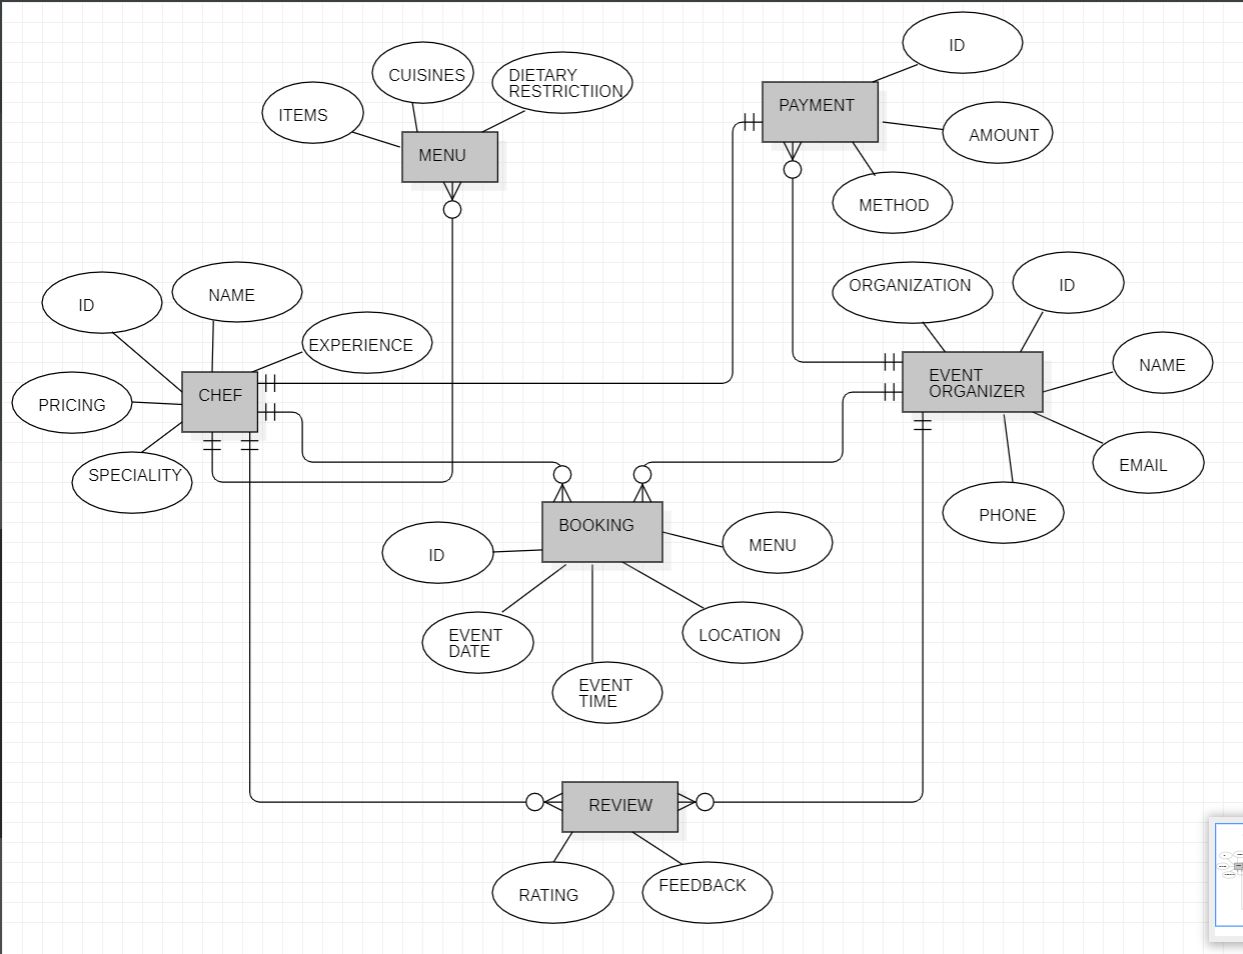 ID
CUISINES
DIETARY
RESTRICTIION
ITEMS
PAYMENT
AMOUNT
MENU
METHOD
ORGANIZATION
ID
ID
NAME
EXPERIENCE
NAME
CHEF
EVENT
ORGANIZER
PRICING
SPECIALITY
EMAIL
PHONE
BOOKING
MENU
ID
EVENT
DATE
LOCATION
EVENT
TIME
REVIEW
RATING
FEEDBACK